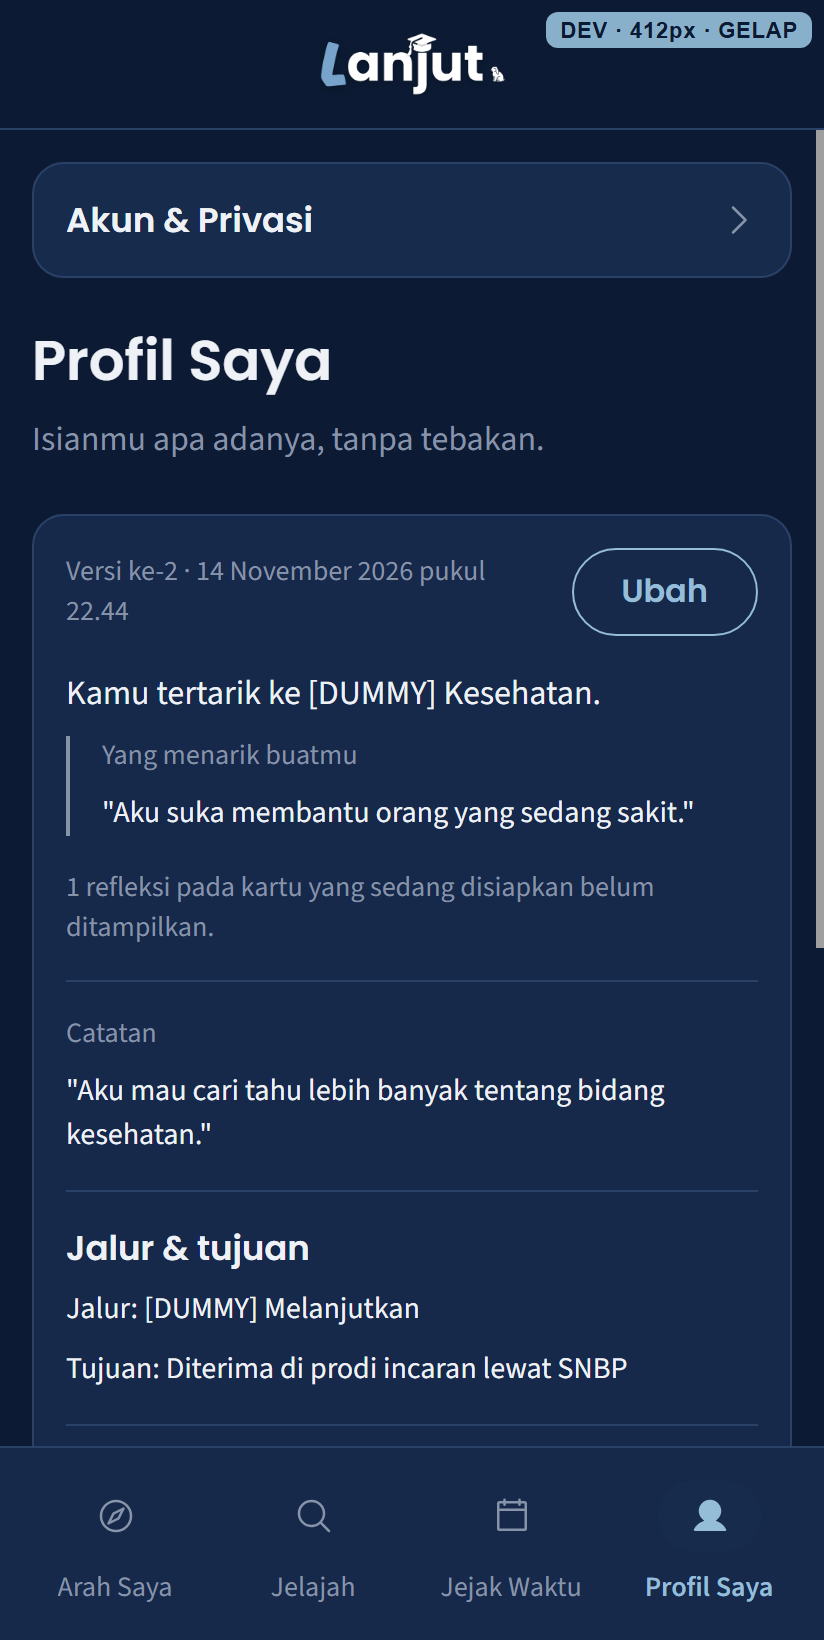 Lanjut
DEV · 412px · GELAP
Akun & Privasi
Profil Saya
Isianmu apa adanya, tanpa tebakan.
Versi ke-2 · 14 November 2026 pukul
22.44
Ubah
Kamu tertarik ke [DUMMY] Kesehatan.
Yang menarik buatmu
"Aku suka membantu orang yang sedang sakit."
1 refleksi pada kartu yang sedang disiapkan belum
ditampilkan.
Catatan
"Aku mau cari tahu lebih banyak tentang bidang
kesehatan."
Jalur & tujuan
Jalur: [DUMMY] Melanjutkan
Tujuan: Diterima di prodi incaran lewat SNBP
Arah Saya
Jelajah
Jejak Waktu
Profil Saya